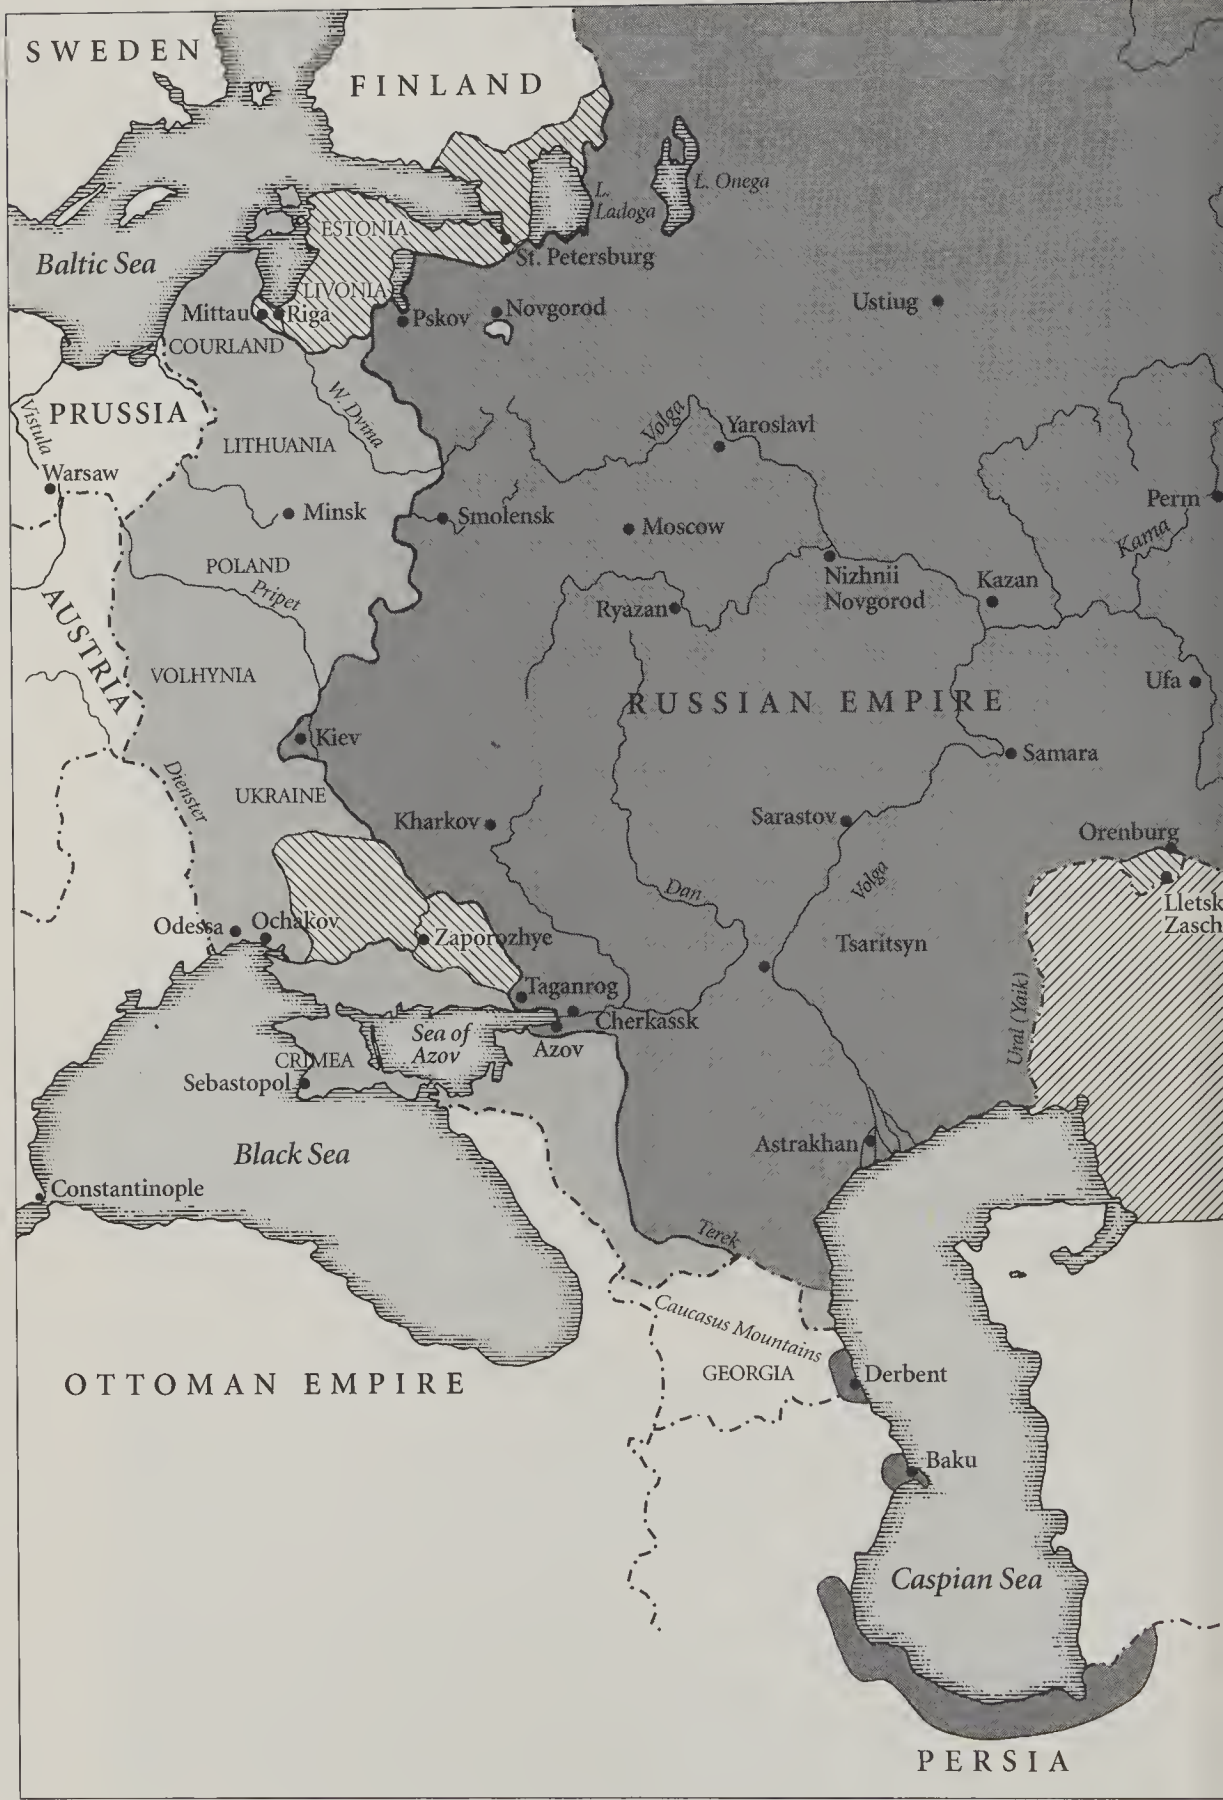 SWEDEN
FINLAND
L. Onega
L.
Ladoga
ESTONIA
Baltic Sea
St. Petersburg
LIVONIA
Ustiug
Mittau
Riga
Pskov
Novgorod
COURLAND
PRUSSIA
Vistula
W. Dvina
Volga
Yaroslavl
LITHUANIA
Warsaw
Perm
Minsk
Smolensk
Moscow
Kama
POLAND
Pripet
Nizhnii
Novgorod
Kazan
Ryazan
AUSTRIA
VOLHYNIA
Ufa
RUSSIAN EMPIRE
Kiev
Samara
Dienster
UKRAINE
Kharkov
Sarastov
Orenburg
Volga
Dan
Lletsk
Zasch
Odessa
Ochakov
Zaporozhye
Tsaritsyn
Taganrog
Ural (Yaik)
Cherkassk
Sea of
Azov
Azov
CRIMEA
Sebastopol
Black Sea
Astrakhan
Constantinople
Terek
Caucasus Mountains
GEORGIA
Derbent
OTTOMAN EMPIRE
Baku
Caspian Sea
PERSIA